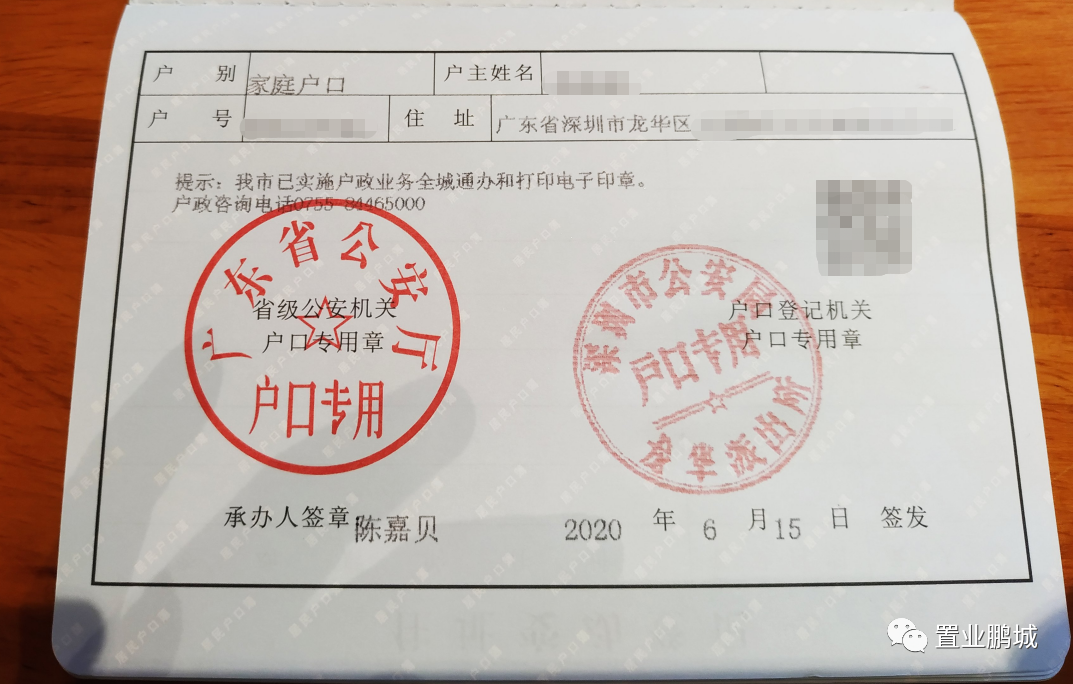 户 别 家庭户口 户主姓名
户 号 住 址 广东省深圳市龙华区
提示：我市已实施户政业务全城通办和打印电子印章。
户政咨询电话0755-84465000
广东省公安厅
户口专用
省级公安机关
户口专用章
深圳市公安局
户口专用
华派出所
户口登记机关
户口专用章
承办人签章 陈嘉贝 2020 年 6 月 15 日 签发
置业鹏城